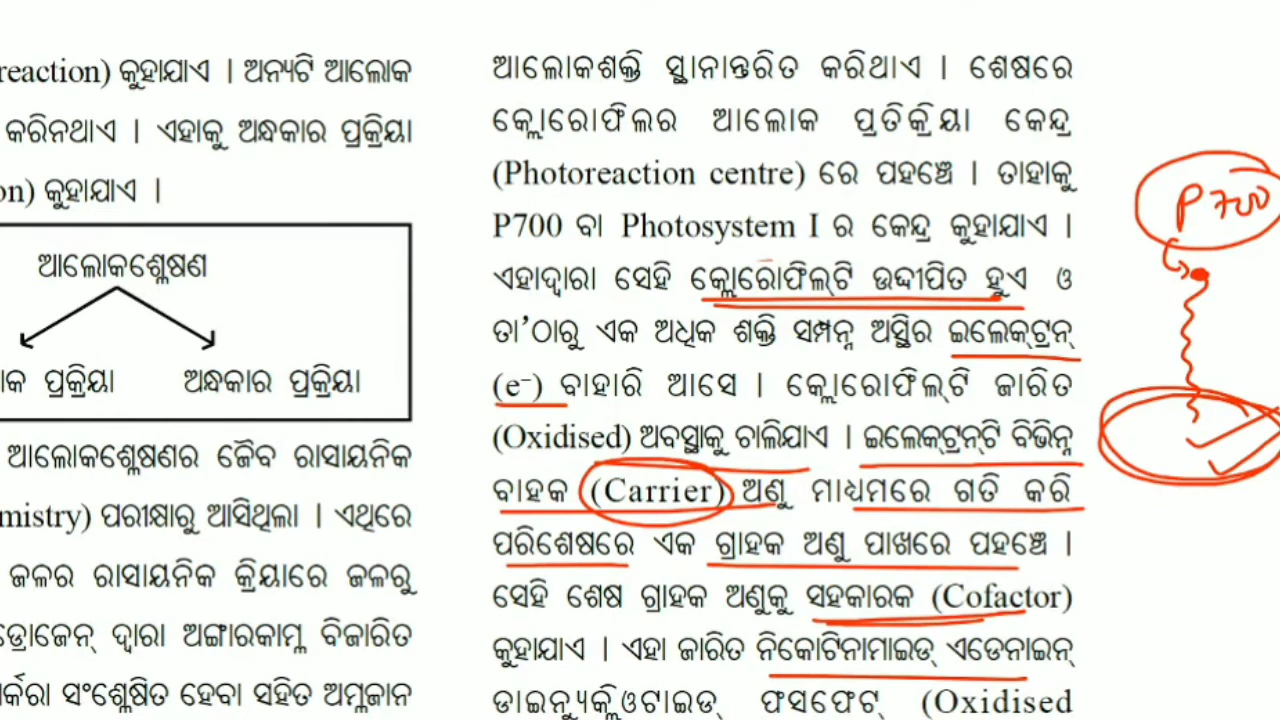 reaction) କୁହାଯାଏ । ଅନ୍ୟଟି ଆଲୋକ
କରିନଥାଏ । ଏହାକୁ ଅନ୍ଧକାର ପ୍ରକ୍ରିୟା
on) କୁହାଯାଏ ।
ଆଲୋକଶ୍ଳେଷଣ
କ ପ୍ରକ୍ରିୟା ଅନ୍ଧକାର ପ୍ରକ୍ରିୟା
ଆଲୋକଶ୍ଳେଷଣର ଜୈବ ରାସାୟନିକ
mistry) ପରୀକ୍ଷାରୁ ଆସିଥିଲା । ଏଥିରେ
ଜଳର ରାସାୟନିକ କ୍ରିୟାରେ ଜଳରୁ
ଡ୍ରୋଜେନ୍ ଦ୍ୱାରା ଅଙ୍ଗାରକାମ୍ଳ ବିଜାରିତ
ର୍କରା ସଂଶ୍ଳେଷିତ ହେବା ସହିତ ଅମ୍ଳଜାନ
ଆଲୋକଶକ୍ତି ସ୍ଥାନାନ୍ତରିତ କରିଥାଏ । ଶେଷରେ
କ୍ଲୋରୋଫିଲର ଆଲୋକ ପ୍ରତିକ୍ରିୟା କେନ୍ଦ୍ର
(Photoreaction centre) ରେ ପହଞ୍ଚେ । ତାହାକୁ
P700 ବା Photosystem I ର କେନ୍ଦ୍ର କୁହାଯାଏ ।
ଏହାଦ୍ୱାରା ସେହି କ୍ଲୋରୋଫିଲ୍‌ଟି ଉଦ୍ଦୀପିତ ହୁଏ ଓ
ତା’ଠାରୁ ଏକ ଅଧିକ ଶକ୍ତି ସମ୍ପନ୍ନ ଅସ୍ଥିର ଇଲେକ୍‌ଟ୍ରନ୍
(e⁻) ବାହାରି ଆସେ । କ୍ଲୋରୋଫିଲ୍‌ଟି ଜାରିତ
(Oxidised) ଅବସ୍ଥାକୁ ଚାଲିଯାଏ । ଇଲେକ୍‌ଟ୍ରନ୍‌ଟି ବିଭିନ୍ନ
ବାହକ (Carrier) ଅଣୁ ମାଧ୍ୟମରେ ଗତି କରି
ପରିଶେଷରେ ଏକ ଗ୍ରାହକ ଅଣୁ ପାଖରେ ପହଞ୍ଚେ ।
ସେହି ଶେଷ ଗ୍ରାହକ ଅଣୁକୁ ସହକାରକ (Cofactor)
କୁହାଯାଏ । ଏହା ଜାରିତ ନିକୋଟିନାମାଇଡ୍ ଏଡେନାଇନ୍
ଡାଇନ୍ୟୁକ୍ଲିଓଟାଇଡ୍ ଫସଫେଟ୍ (Oxidised
P 700